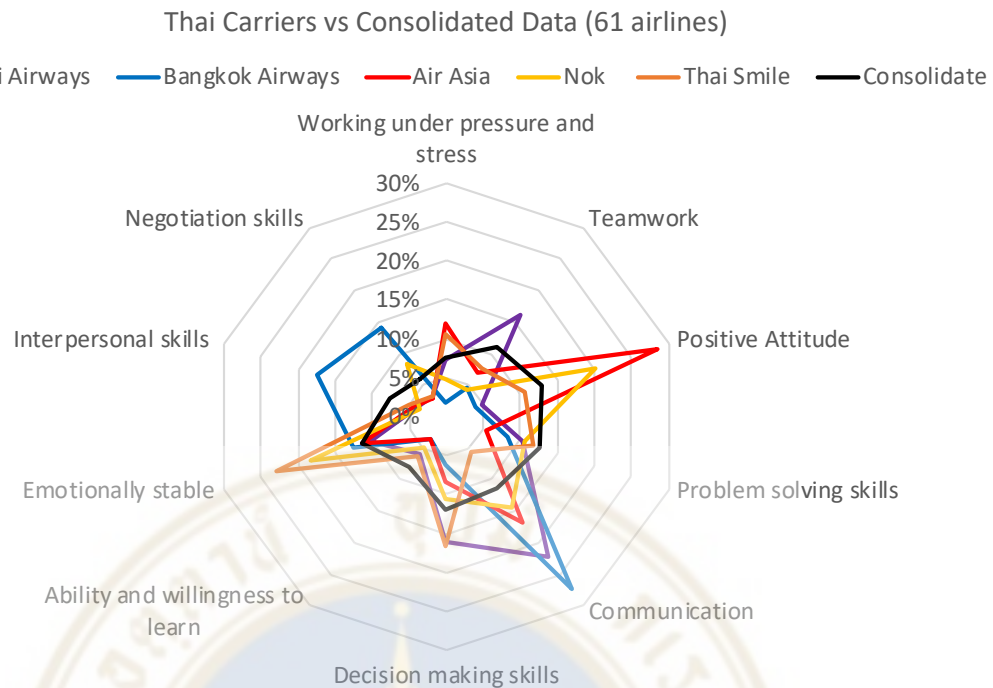 Thai Carriers vs Consolidated Data (61 airlines)
i Airways Bangkok Airways Air Asia Nok Thai Smile Consolidate
Working under pressure and
stress
30%
Negotiation skills
Teamwork
25%
20%
15%
Interpersonal skills
Positive Attitude
10%
5%
0%
Emotionally stable
Problem solving skills
Ability and willingness to
learn
Communication
Decision making skills